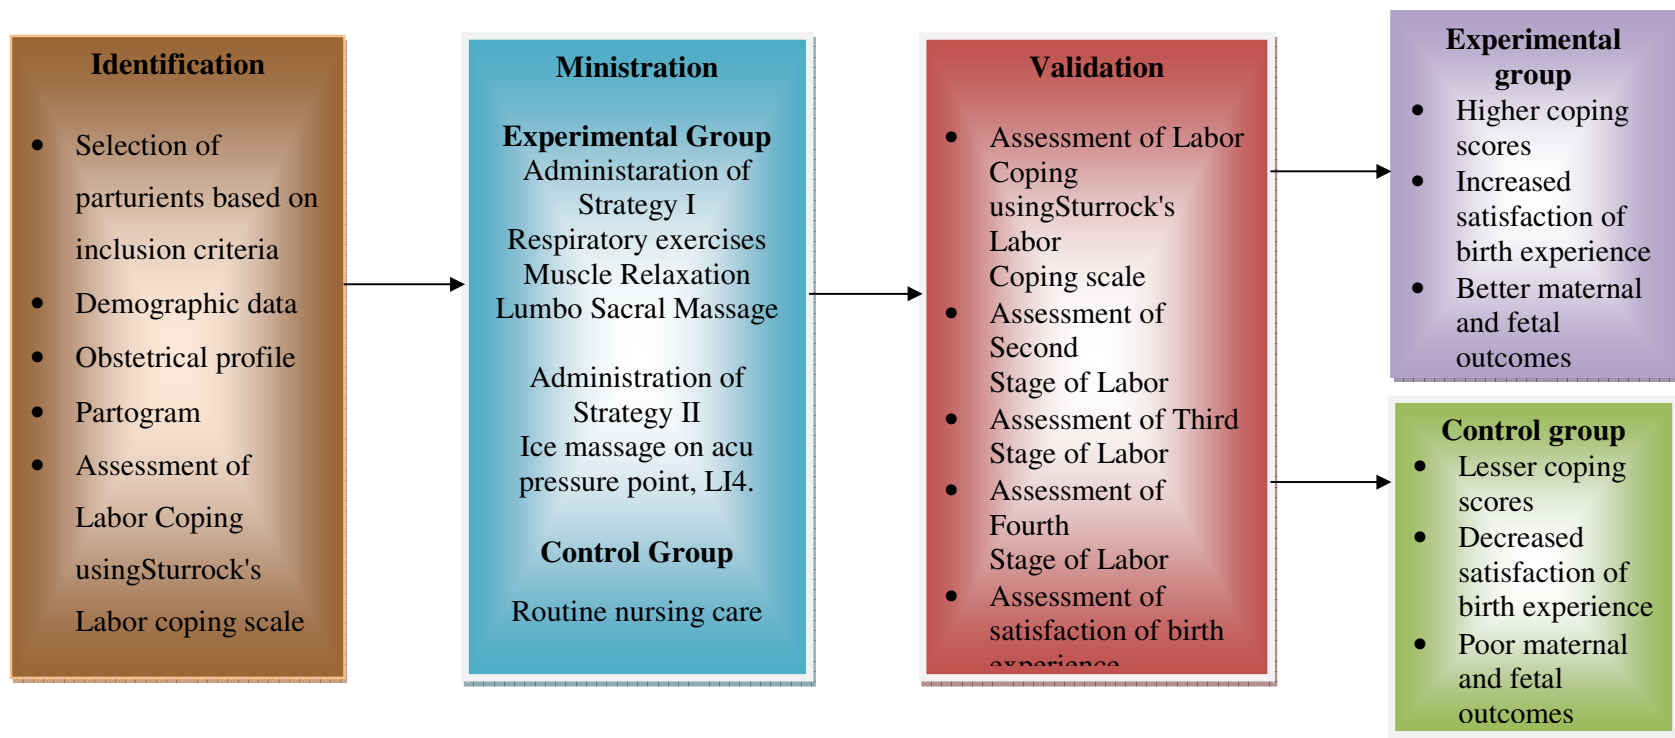 Identification
• Selection of
parturients based on
inclusion criteria
• Demographic data
• Obstetrical profile
• Partogram
• Assessment of
Labor Coping
usingSturrock's
Labor coping scale
Ministration
Experimental Group
Administaration of
Strategy I
Respiratory exercises
Muscle Relaxation
Lumbo Sacral Massage
Administration of
Strategy II
Ice massage on acu
pressure point, LI4.
Control Group
Routine nursing care
Validation
• Assessment of Labor
Coping
usingSturrock's
Labor
Coping scale
• Assessment of
Second
Stage of Labor
• Assessment of Third
Stage of Labor
• Assessment of
Fourth
Stage of Labor
• Assessment of
satisfaction of birth
experience
Experimental
group
• Higher coping
scores
• Increased
satisfaction of
birth experience
• Better maternal
and fetal
outcomes
Control group
• Lesser coping
scores
• Decreased
satisfaction of
birth experience
• Poor maternal
and fetal
outcomes